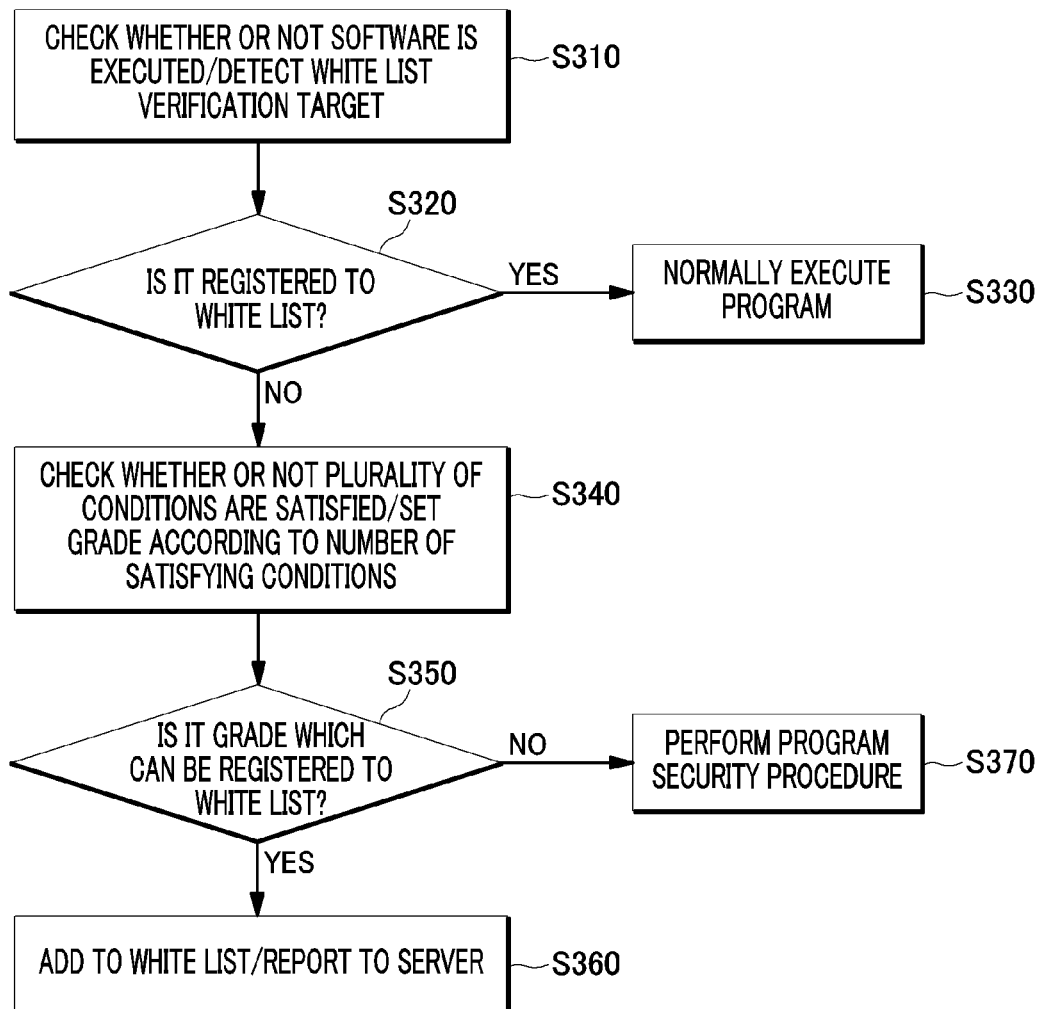 CHECK WHETHER OR NOT SOFTWARE IS
EXECUTED/DETECT WHITE LIST
VERIFICATION TARGET
S310
S320
IS IT REGISTERED TO
WHITE LIST?
YES
NORMALLY EXECUTE
PROGRAM
S330
NO
CHECK WHETHER OR NOT PLURALITY OF
CONDITIONS ARE SATISFIED/SET
GRADE ACCORDING TO NUMBER OF
SATISFYING CONDITIONS
S340
S350
IS IT GRADE WHICH
CAN BE REGISTERED TO
WHITE LIST?
NO
PERFORM PROGRAM
SECURITY PROCEDURE
S370
YES
ADD TO WHITE LIST/REPORT TO SERVER
S360